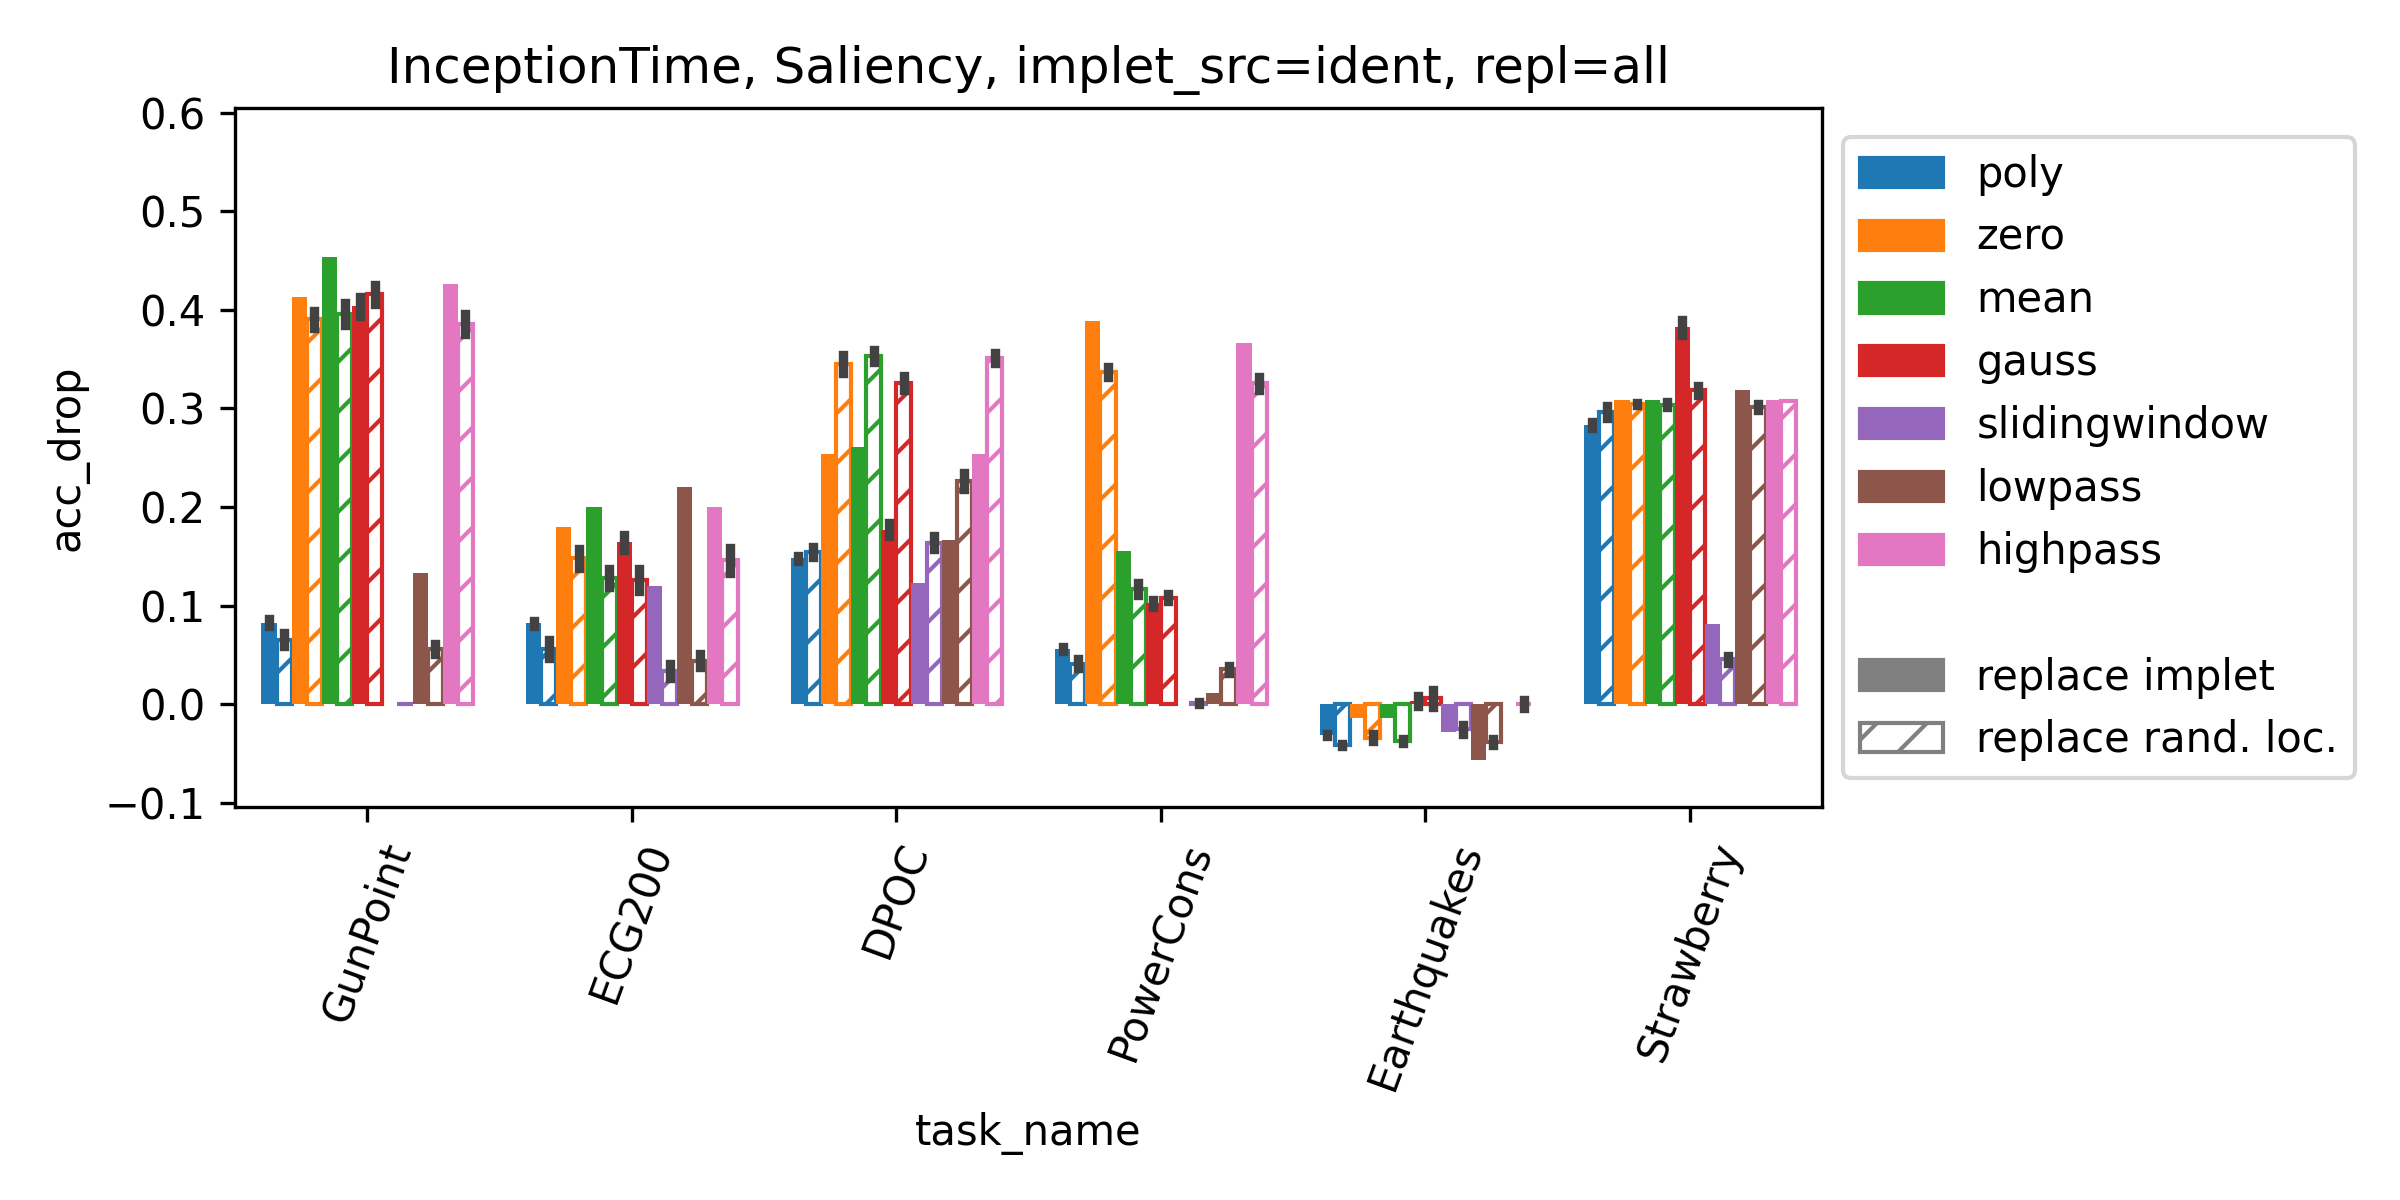 InceptionTime, Saliency, implet_src=ident, repl=all
0.6
0.5
0.4
0.3
0.2
0.1
0.0
−0.1
acc_drop
GunPoint
ECG200
DPOC
PowerCons
Earthquakes
Strawberry
task_name
poly
zero
mean
gauss
slidingwindow
lowpass
highpass
replace implet
replace rand. loc.